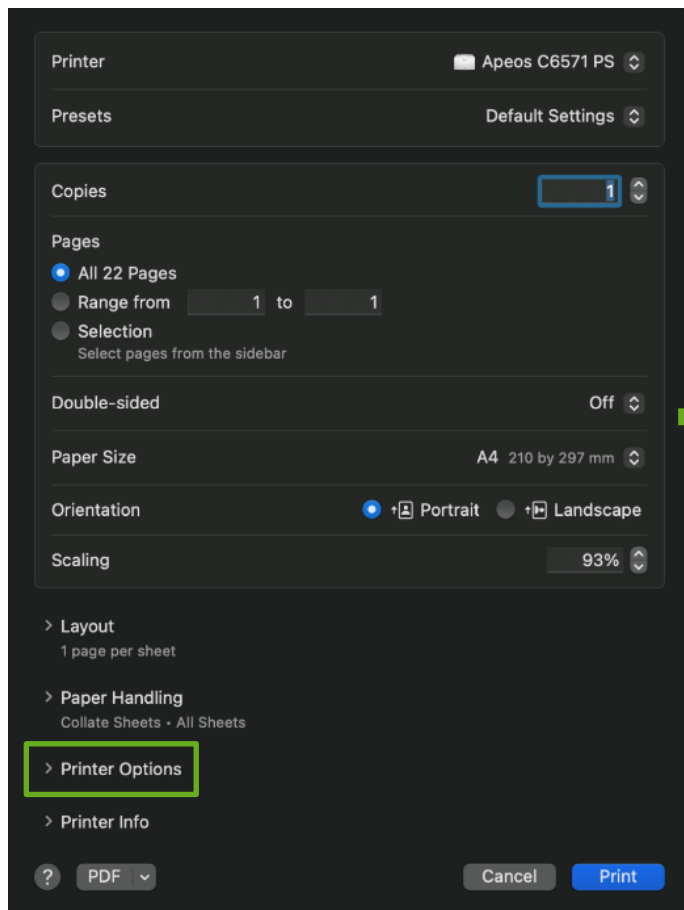 Printer Apeos C6571 PS
Presets Default Settings
Copies 1
Pages
All 22 Pages
Range from 1 to 1
Selection
Select pages from the sidebar
Double-sided Off
Paper Size A4 210 by 297 mm
Orientation Portrait Landscape
Scaling 93%
Layout
1 page per sheet
Paper Handling
Collate Sheets • All Sheets
Printer Options
Printer Info
? PDF Cancel Print